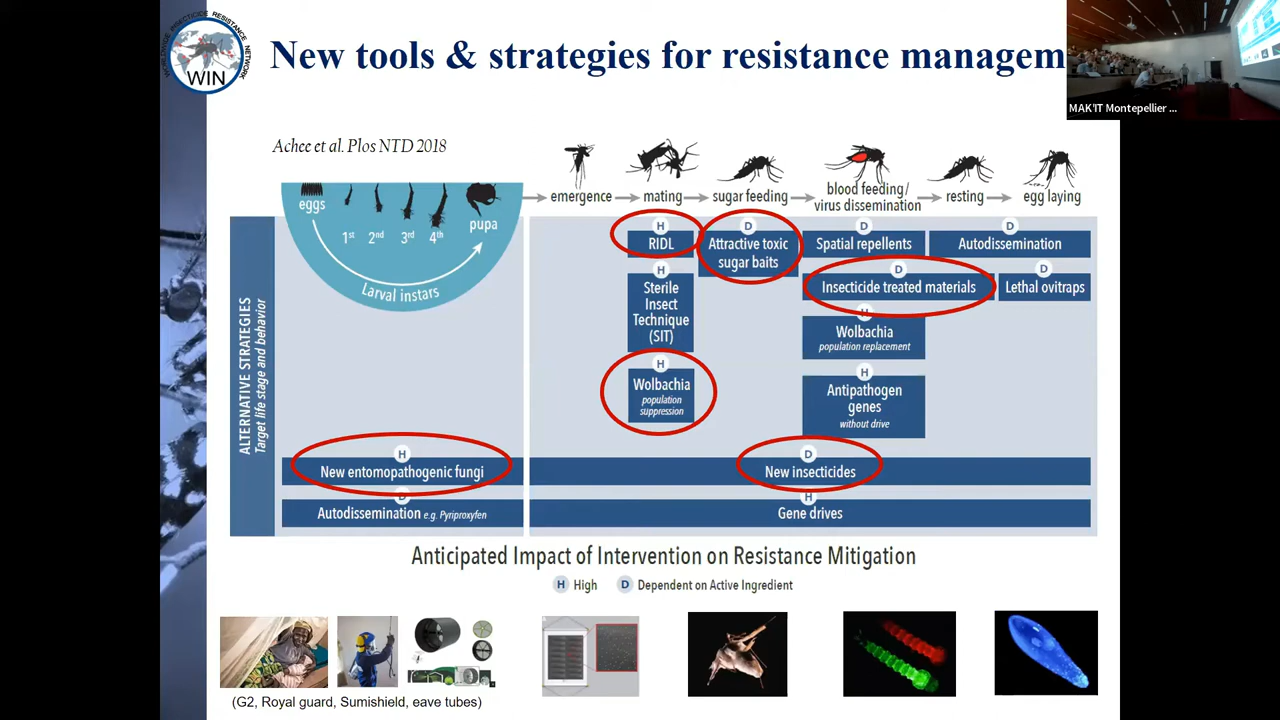 WORLDWIDE INSECTICIDE RESISTANCE NETWORK
WIN
New tools & strategies for resistance managem
MAK'IT Montepellier ...
Achee et al. Plos NTD 2018
emergence
mating
sugar feeding
blood feeding/
virus dissemination
resting
egg laying
eggs
1st
2nd
3rd
4th
pupa
Larval instars
ALTERNATIVE STRATEGIES
Target life stage and behavior
H
RIDL
D
Attractive toxic
sugar baits
D
Spatial repellents
D
Autodissemination
H
Sterile
Insect
Technique
(SIT)
D
Insecticide treated materials
D
Lethal ovitraps
H
Wolbachia
population replacement
H
Wolbachia
population
suppression
H
Antipathogen
genes
without drive
H
New entomopathogenic fungi
D
New insecticides
D
Autodissemination e.g. Pyriproxyfen
H
Gene drives
Anticipated Impact of Intervention on Resistance Mitigation
H High
D Dependent on Active Ingredient
(G2, Royal guard, Sumishield, eave tubes)